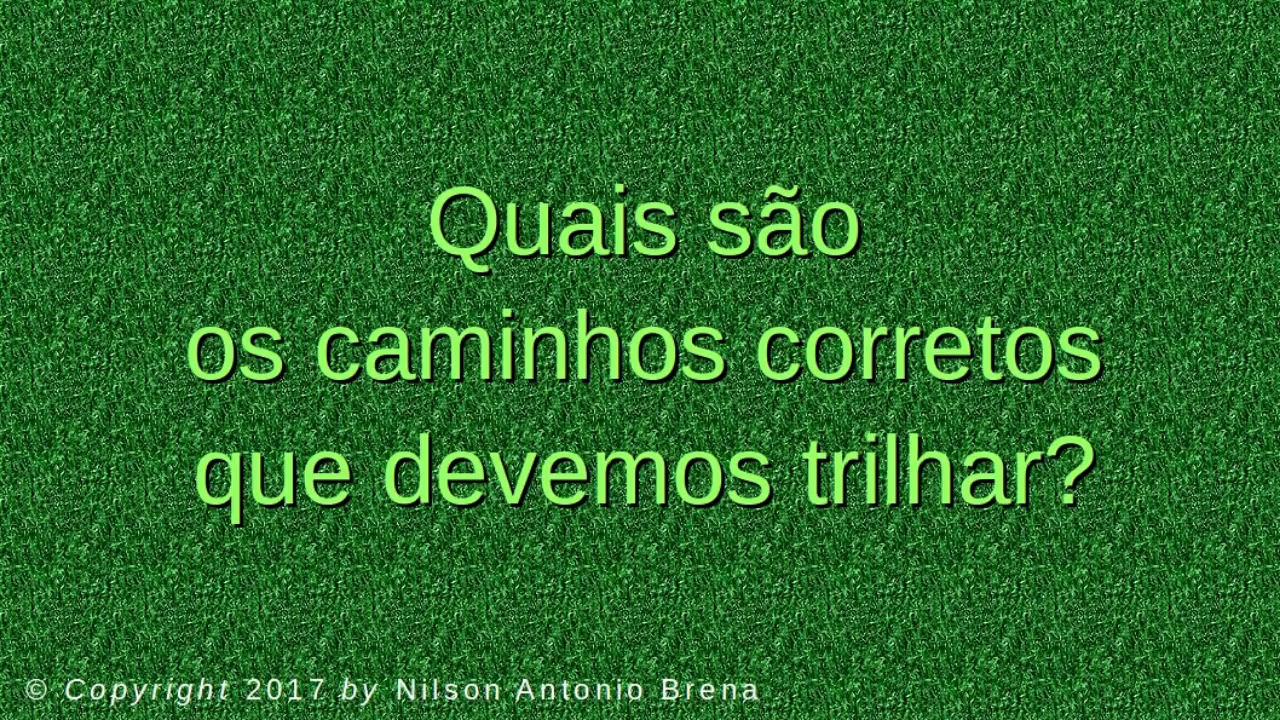 Quais são
os caminhos corretos
que devemos trilhar?
© Copyright 2017 by Nilson Antonio Brena